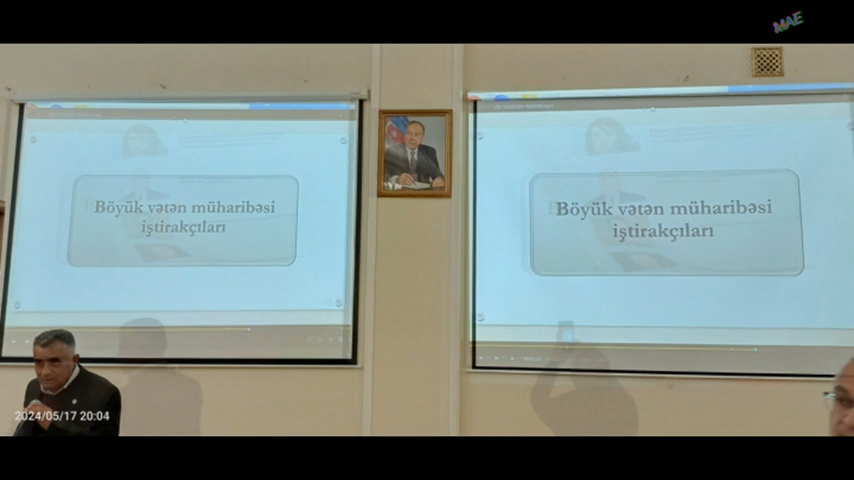 MAE
Böyük vətən müharibəsi
iştirakçıları
Böyük vətən müharibəsi
iştirakçıları
2024/05/17 20:04